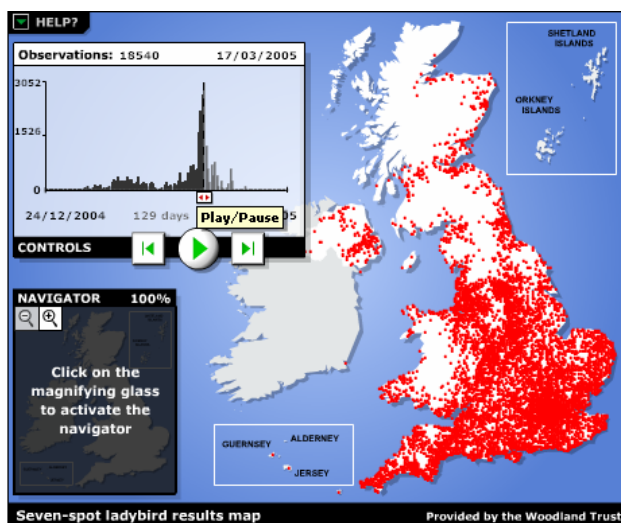 HELP?
Observations: 18540 17/03/2005
3052
1526
0
24/12/2004 129 days 05
Play/Pause
CONTROLS
NAVIGATOR 100%
Click on the
magnifying glass
to activate the
navigator
SHETLAND
ISLANDS
ORKNEY
ISLANDS
GUERNSEY
ALDERNEY
JERSEY
Seven-spot ladybird results map Provided by the Woodland Trust